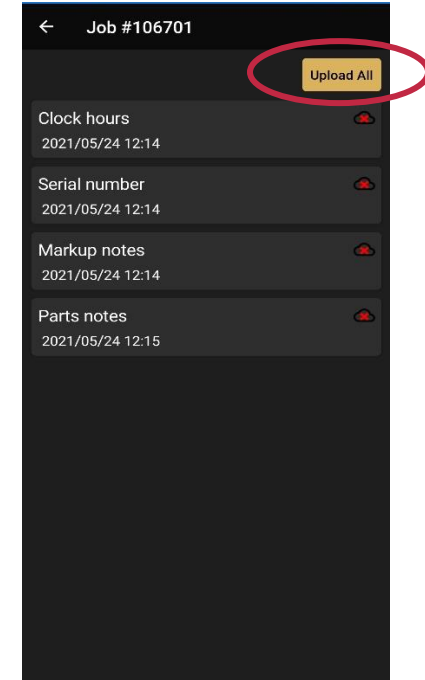 Job #106701
Upload All
Clock hours
2021/05/24 12:14
Serial number
2021/05/24 12:14
Markup notes
2021/05/24 12:14
Parts notes
2021/05/24 12:15